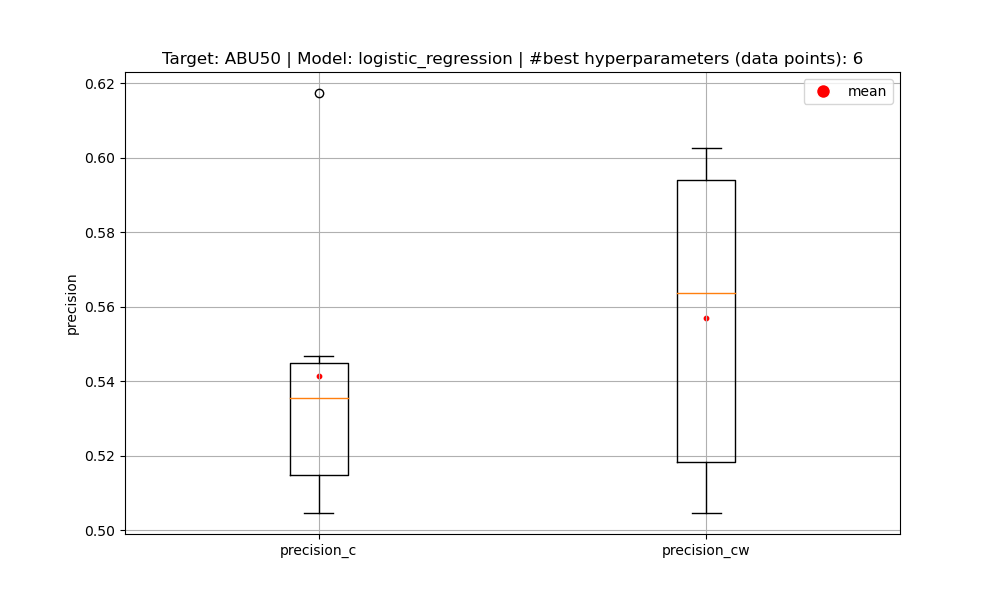 Target: ABU50 | Model: logistic_regression | #best hyperparameters (data points): 6
mean
0.62
0.60
0.58
0.56
0.54
0.52
0.50
precision
precision_c
precision_cw